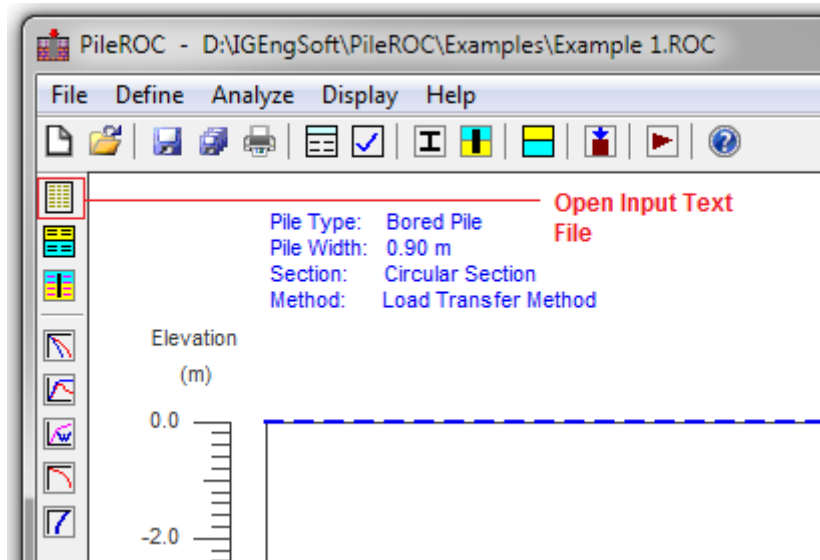 PileROC - D:\IGEngSoft\PileROC\Examples\Example 1.ROC
File Define Analyze Display Help
Open Input Text
File
Pile Type: Bored Pile
Pile Width: 0.90 m
Section: Circular Section
Method: Load Transfer Method
Elevation
(m)
0.0
-2.0